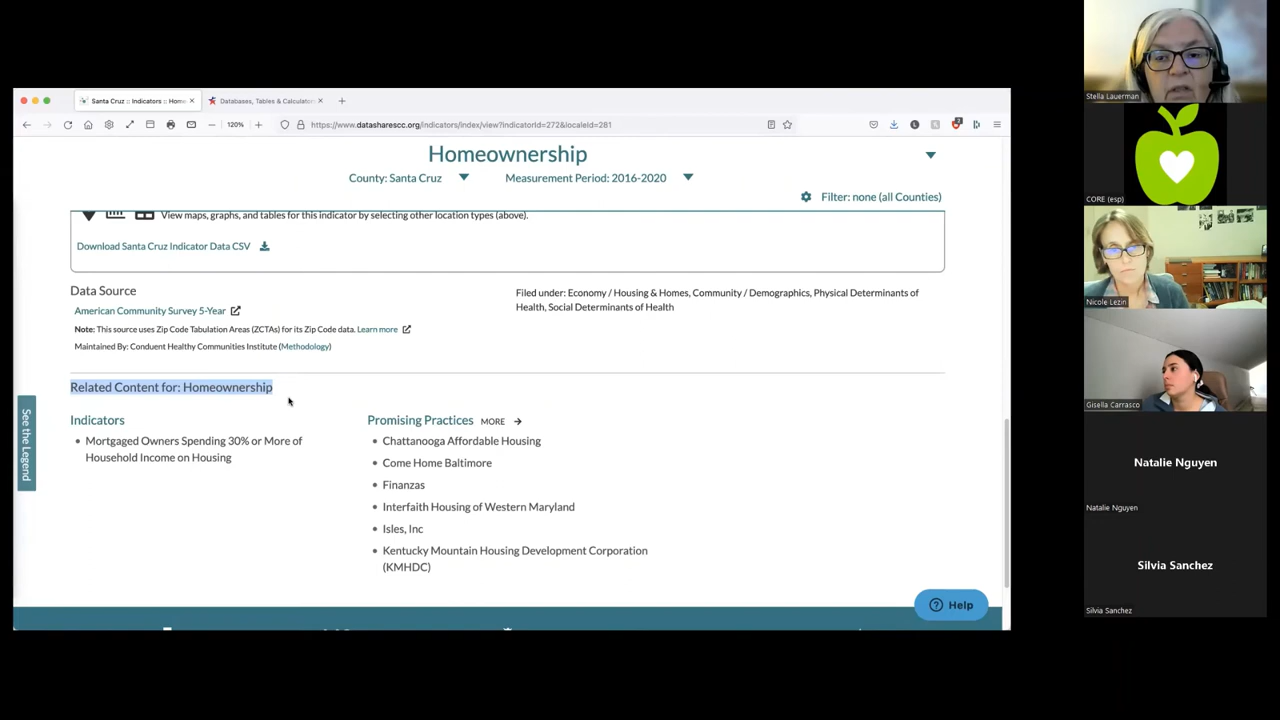 Santa Cruz :: Indicators :: Home
Databases, Tables & Calculators
120%
https://www.datasharescc.org/indicators/index/view?indicatorId=272&localeId=281
Homeownership
County: Santa Cruz
Measurement Period: 2016-2020
Filter: none (all Counties)
View maps, graphs, and tables for this indicator by selecting other location types (above).
Download Santa Cruz Indicator Data CSV
Data Source
American Community Survey 5-Year
Note: This source uses Zip Code Tabulation Areas (ZCTAs) for its Zip Code data. Learn more
Maintained By: Conduent Healthy Communities Institute (Methodology)
Filed under: Economy / Housing & Homes, Community / Demographics, Physical Determinants of
Health, Social Determinants of Health
See the Legend
Related Content for: Homeownership
Indicators
Mortgaged Owners Spending 30% or More of
Household Income on Housing
Promising Practices MORE
Chattanooga Affordable Housing
Come Home Baltimore
Finanzas
Interfaith Housing of Western Maryland
Isles, Inc
Kentucky Mountain Housing Development Corporation
(KMHDC)
Help
Stella Lauerman
CORE (esp)
Nicole Lezin
Gisella Carrasco
Natalie Nguyen
Natalie Nguyen
Silvia Sanchez
Silvia Sanchez